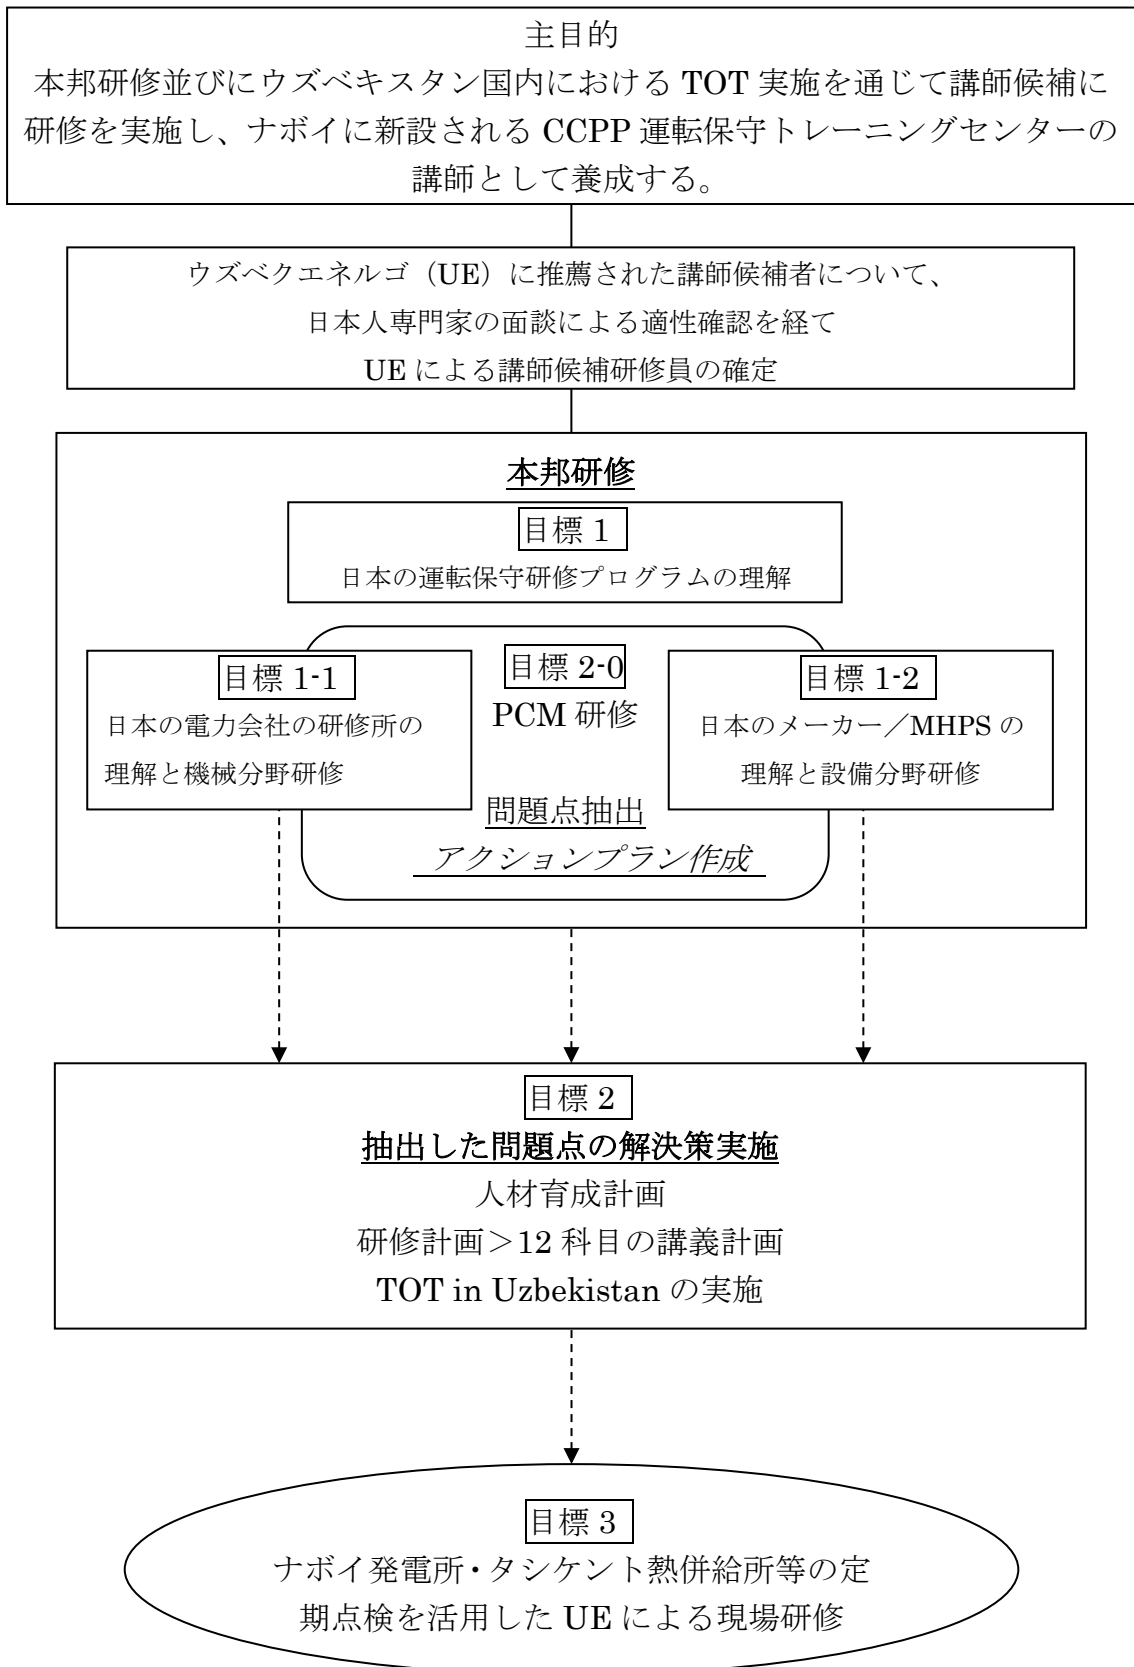 主目的
本邦研修並びにウズベキスタン国内における TOT 実施を通じて講師候補に
研修を実施し、ナボイに新設される CCPP 運転保守トレーニングセンターの
講師として養成する。
ウズベクエネルゴ（UE）に推薦された講師候補者について、
日本人専門家の面談による適性確認を経て
UE による講師候補研修員の確定
本邦研修
目標 1
日本の運転保守研修プログラムの理解
目標 1-1
日本の電力会社の研修所の
理解と機械分野研修
目標 2-0
PCM 研修
問題点抽出
アクションプラン作成
目標 1-2
日本のメーカー／MHPS の
理解と設備分野研修
目標 2
抽出した問題点の解決策実施
人材育成計画
研修計画＞12 科目の講義計画
TOT in Uzbekistan の実施
目標 3
ナボイ発電所・タシケント熱併給所等の定
期点検を活用した UE による現場研修